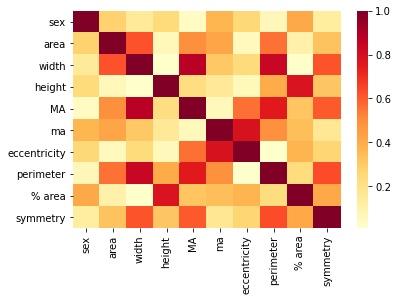 sex
area
width
height
MA
ma
eccentricity
perimeter
% area
symmetry
sex
area
width
height
MA
ma
eccentricity
perimeter
% area
symmetry
1.0
0.8
0.6
0.4
0.2